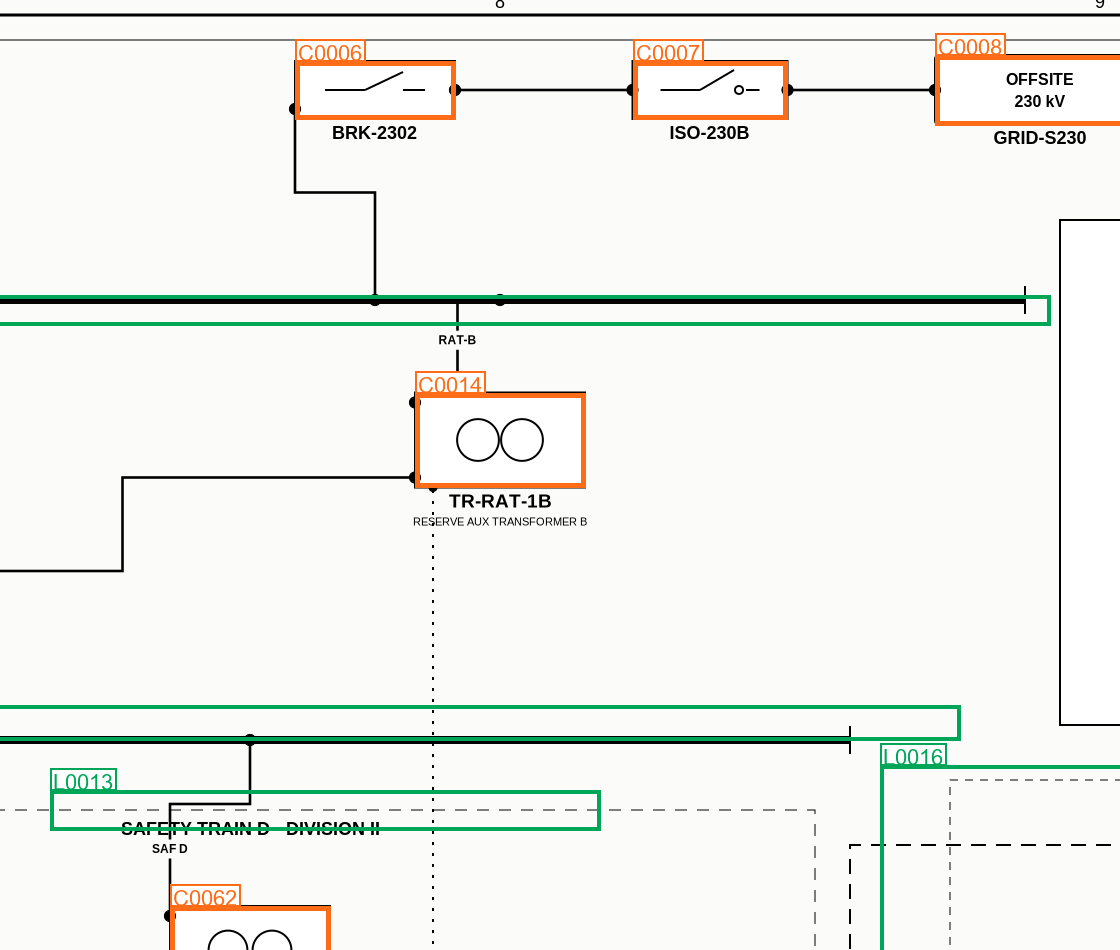 8
9
C0006
C0007
C0008
OFFSITE
230 kV
BRK-2302
ISO-230B
GRID-S230
RAT-B
C0014
TR-RAT-1B
RESERVE AUX TRANSFORMER B
L0016
L0013
SAFETY TRAIN D - DIVISION II
SAF D
C0062